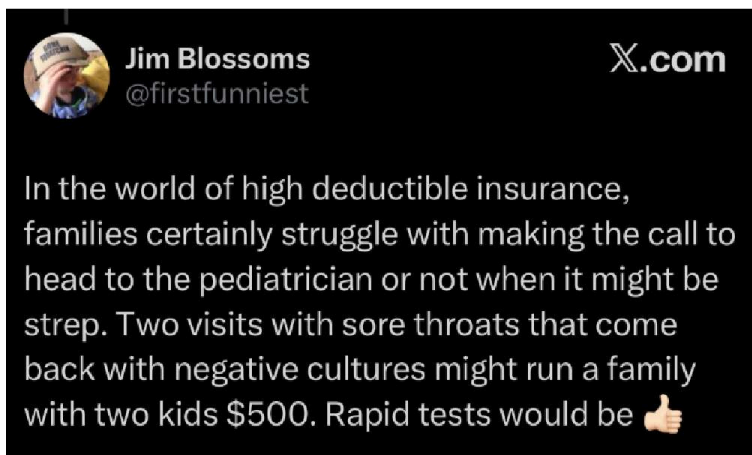 Jim Blossoms
𝕏.com
@firstfunniest
In the world of high deductible insurance,
families certainly struggle with making the call to
head to the pediatrician or not when it might be
strep. Two visits with sore throats that come
back with negative cultures might run a family
with two kids $500. Rapid tests would be 👍🏻